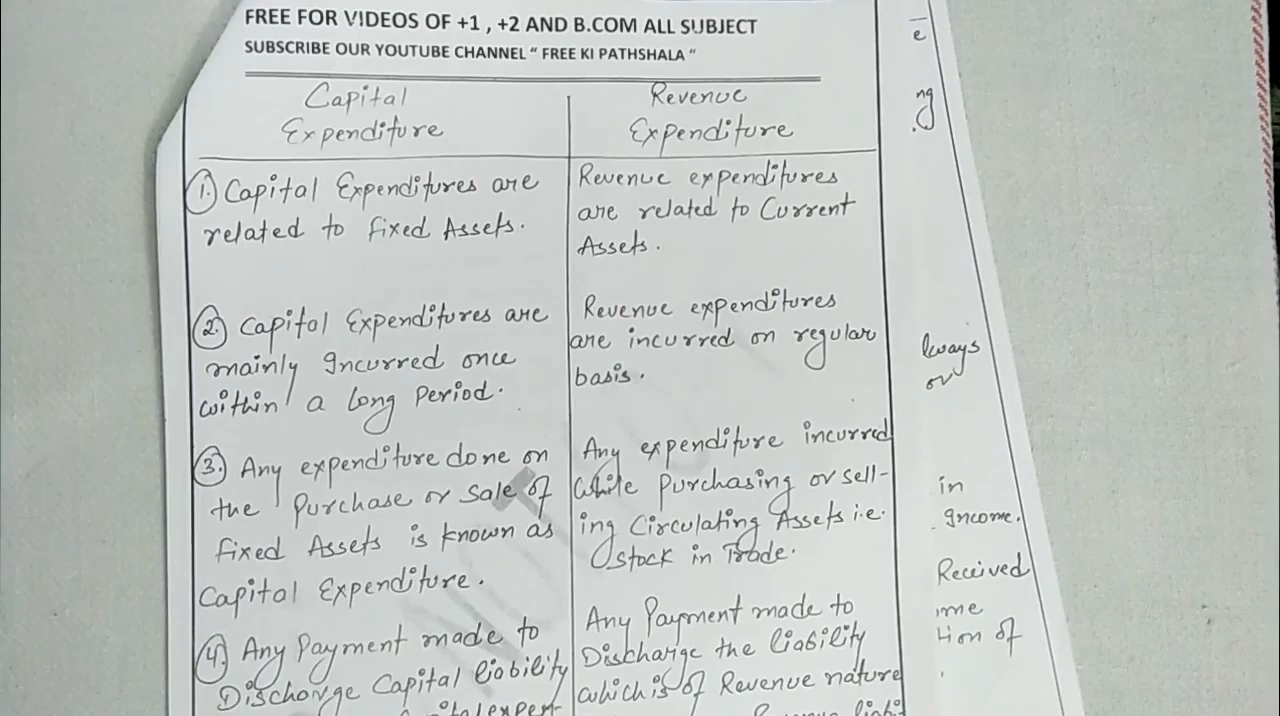 FREE FOR VIDEOS OF +1 , +2 AND B.COM ALL SUBJECT
SUBSCRIBE OUR YOUTUBE CHANNEL " FREE KI PATHSHALA "
Capital
Expenditure
Revenue
Expenditure
1. Capital Expenditures are
related to fixed Assets.
Revenue expenditures
are related to Current
Assets.
2. Capital Expenditures are
mainly Incurred once
within a long Period.
Revenue expenditures
are incurred on regular
basis.
3. Any expenditure done on
the Purchase or Sale of
fixed Assets is known as
Capital Expenditure.
Any expenditure incurred
while Purchasing or sell-
ing Circulating Assets i.e.
stock in Trade.
4. Any Payment made to
Discharge Capital liability
Any Payment made to
Discharge the liability
which is of Revenue nature
e
ng
.
lways
or
in
Income.
Received
ime
tion of
NOT